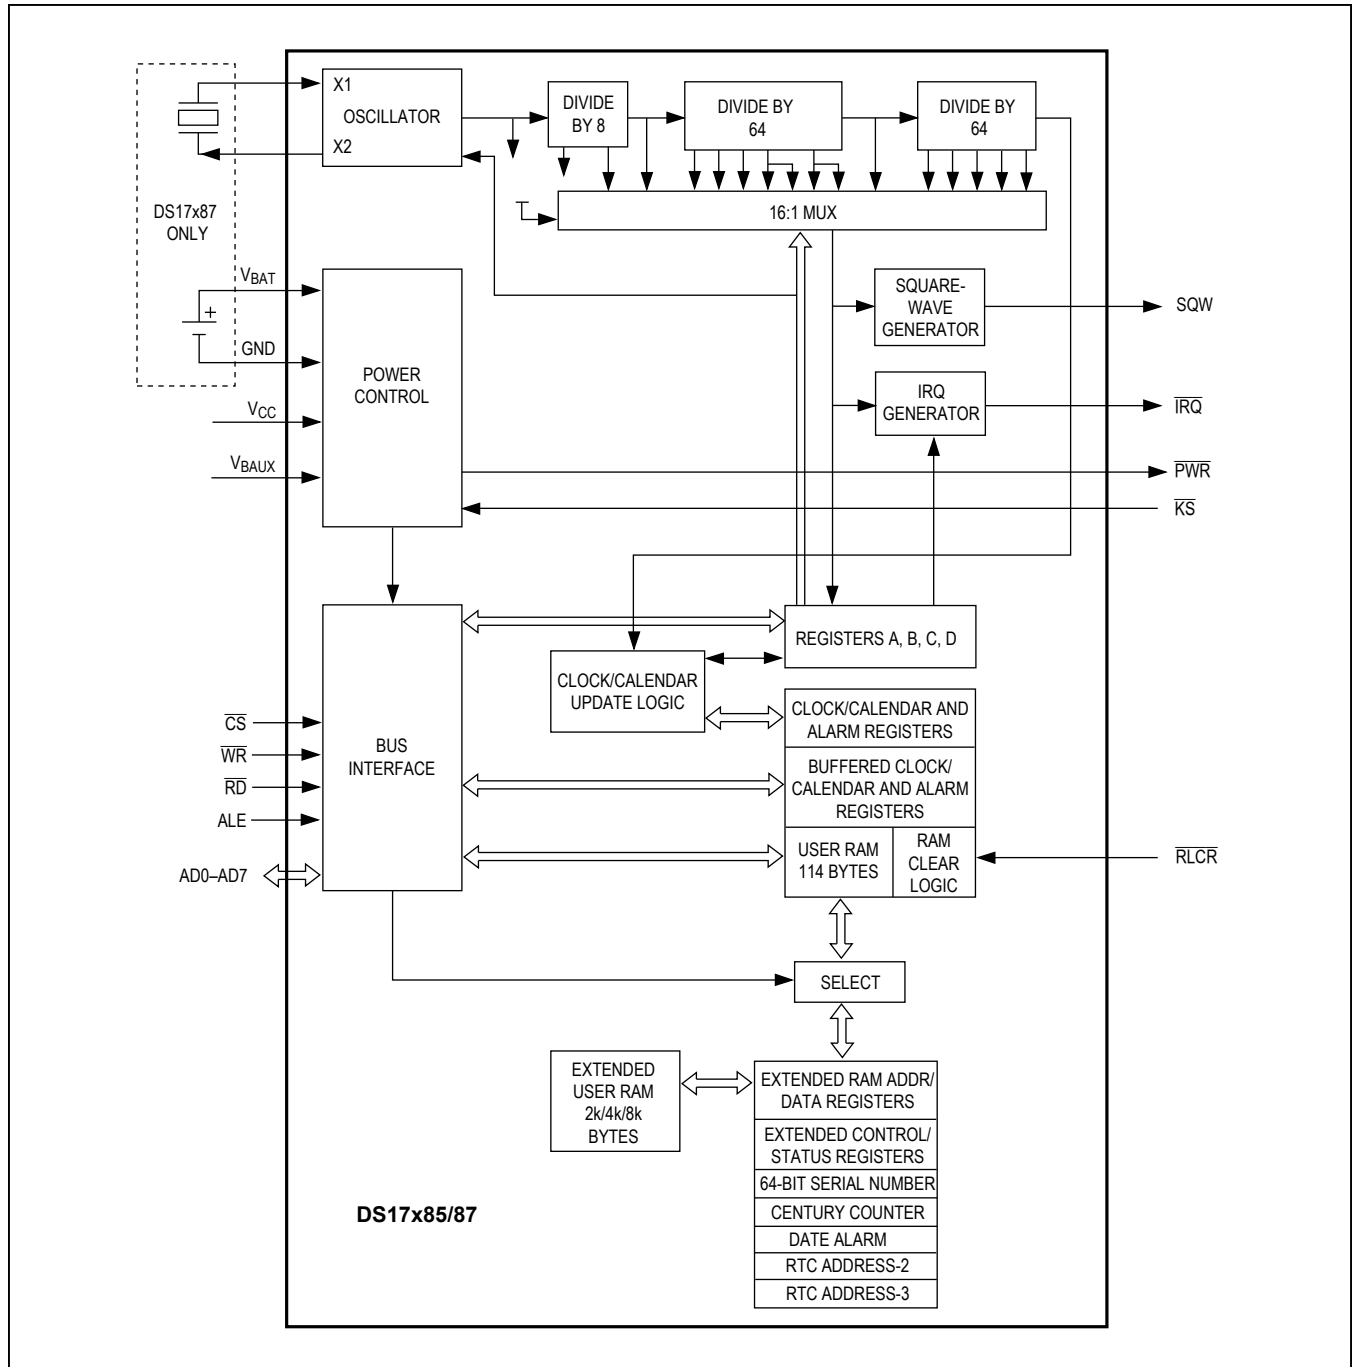 X1
OSCILLATOR
X2
DIVIDE
BY 8
DIVIDE BY
64
DIVIDE BY
64
16:1 MUX
DS17x87
ONLY
VBAT
+
GND
VCC
VBAUX
POWER
CONTROL
SQUARE-
WAVE
GENERATOR
SQW
IRQ
GENERATOR
IRQ
PWR
KS
REGISTERS A, B, C, D
CLOCK/CALENDAR
UPDATE LOGIC
CLOCK/CALENDAR AND
ALARM REGISTERS
BUFFERED CLOCK/
CALENDAR AND ALARM
REGISTERS
USER RAM
114 BYTES
RAM
CLEAR
LOGIC
RLCR
CS
WR
RD
ALE
AD0–AD7
BUS
INTERFACE
SELECT
EXTENDED
USER RAM
2k/4k/8k
BYTES
EXTENDED RAM ADDR/
DATA REGISTERS
EXTENDED CONTROL/
STATUS REGISTERS
64-BIT SERIAL NUMBER
CENTURY COUNTER
DATE ALARM
RTC ADDRESS-2
RTC ADDRESS-3
DS17x85/87